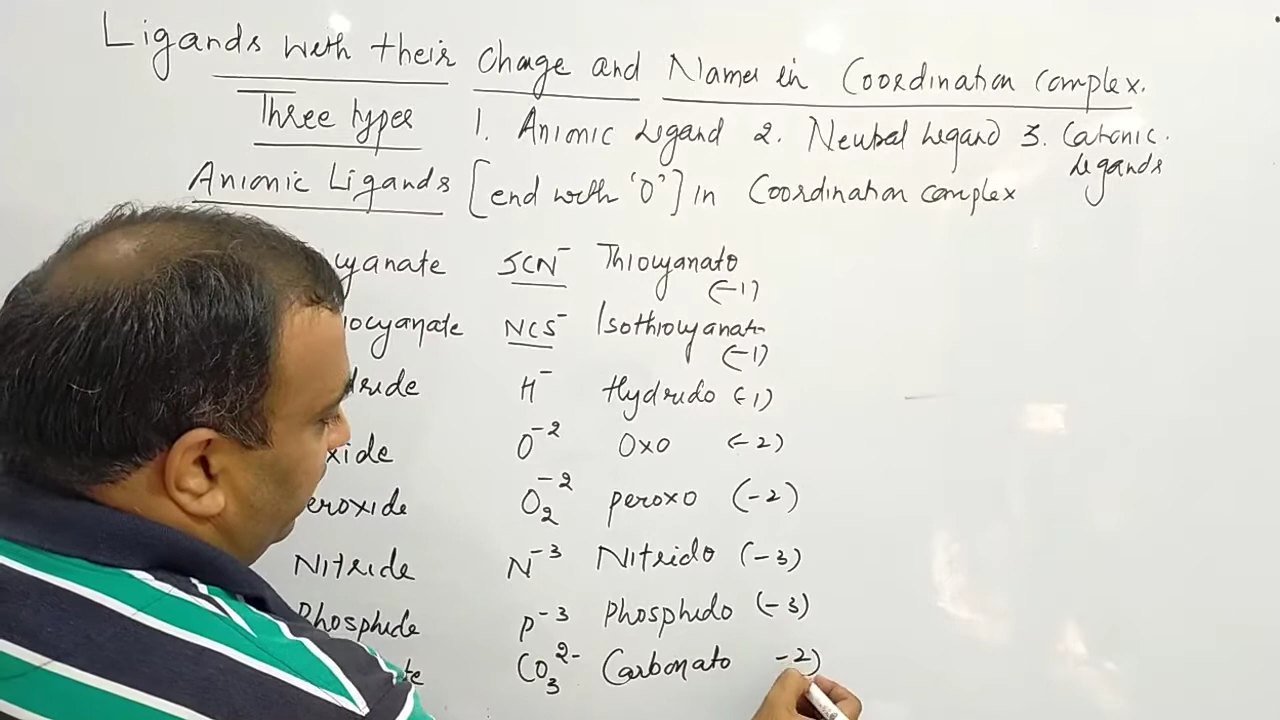 Ligands with their Charge and Names in Coordination complex.
Three types 1. Anionic Ligand 2. Neutral Ligand 3. Cationic Ligands
Anionic Ligands [end with 'O'] in Coordination complex
cyanate SCN⁻ Thiocyanato (-1)
iocyanate NCS⁻ Isothiocyanato (-1)
dride H⁻ Hydrido (-1)
xide O⁻² Oxo (-2)
eroxide O₂⁻² peroxo (-2)
Nitride N⁻³ Nitrido (-3)
Phosphide P⁻³ Phosphido (-3)
te CO₃²⁻ Carbonato -2)